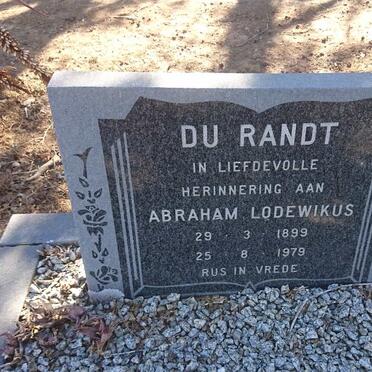 DU RANDT
IN LIEFDEVOLLE
HERINNERING AAN
ABRAHAM LODEWIKUS
29 3 1899
25 8 1979
RUS IN VREDE